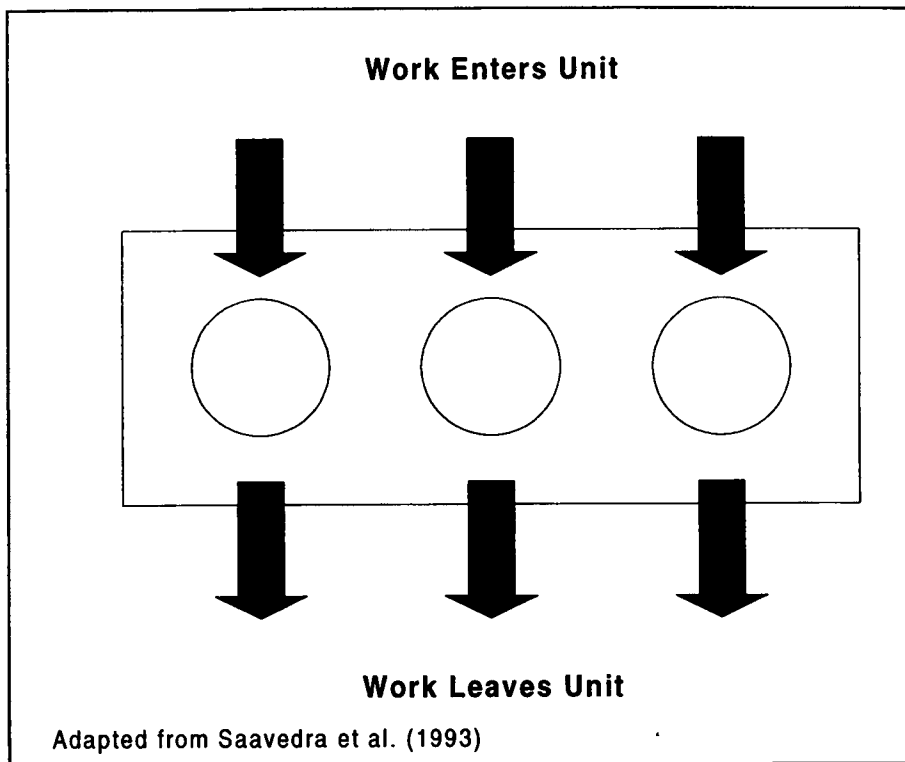 Work Enters Unit
Work Leaves Unit
Adapted from Saavedra et al. (1993)